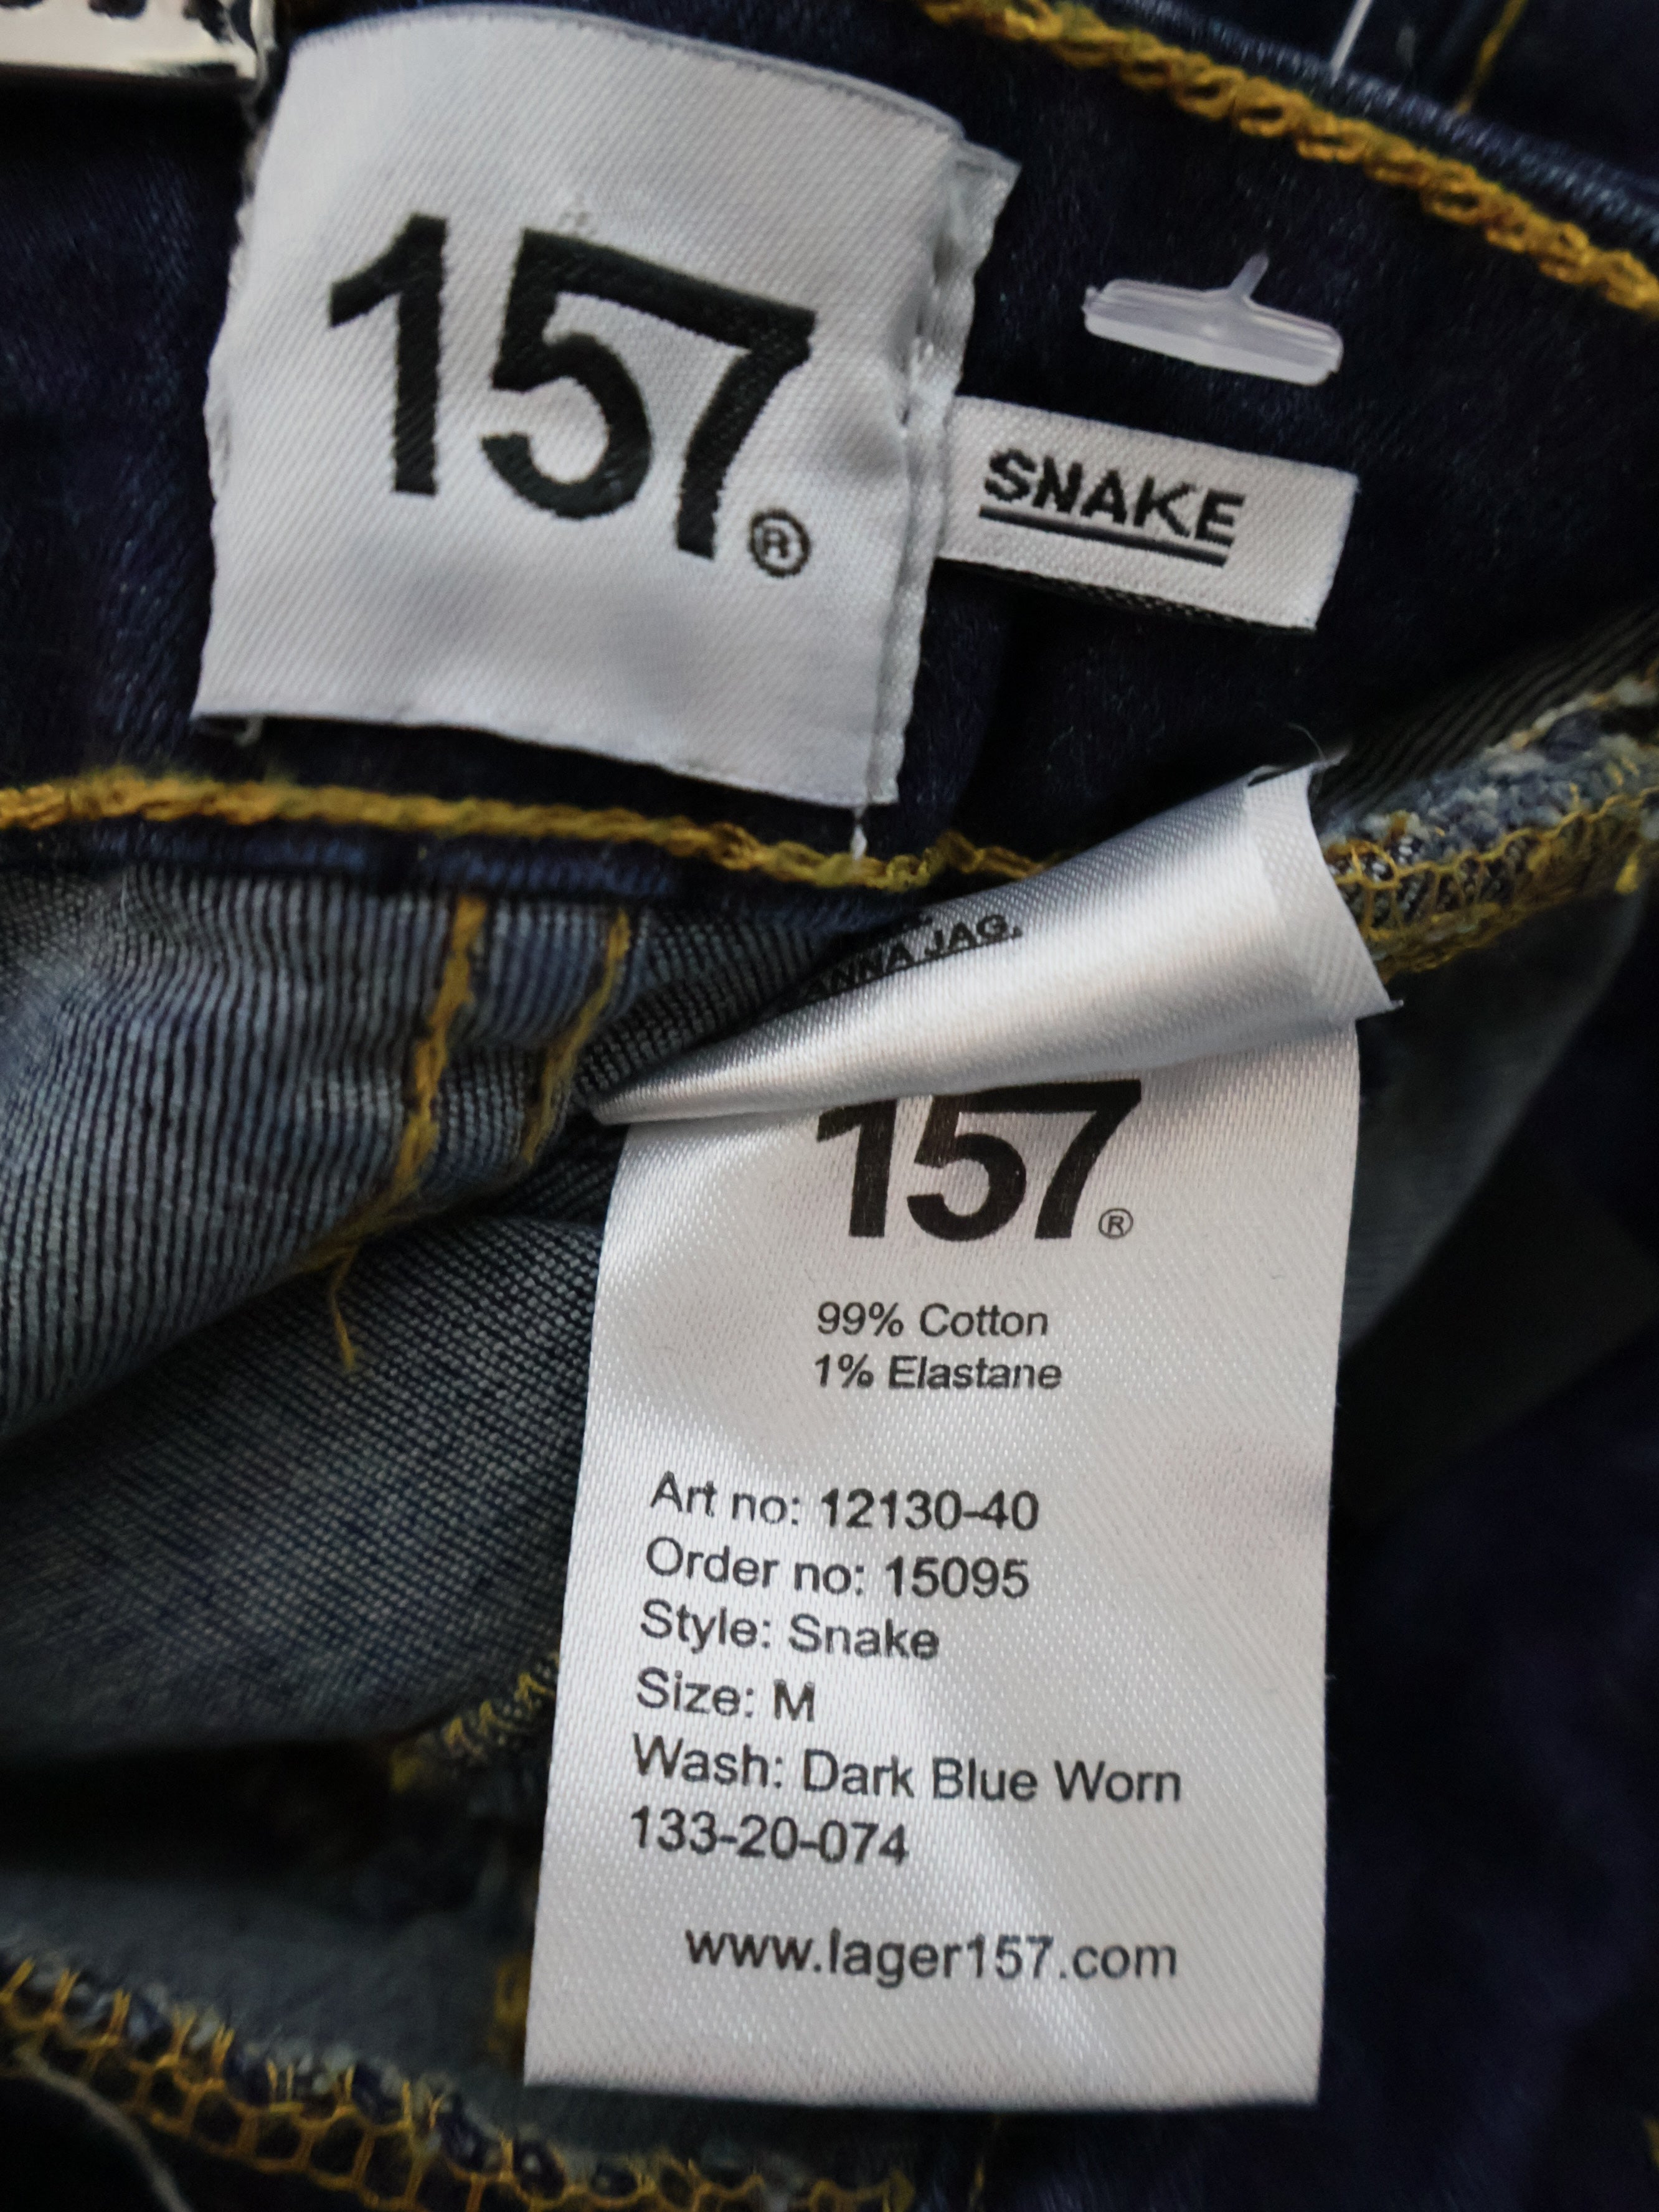 157®
SNAKE
JAG.
157®
99% Cotton
1% Elastane
Art no: 12130-40
Order no: 15095
Style: Snake
Size: M
Wash: Dark Blue Worn
133-20-074
www.lager157.com